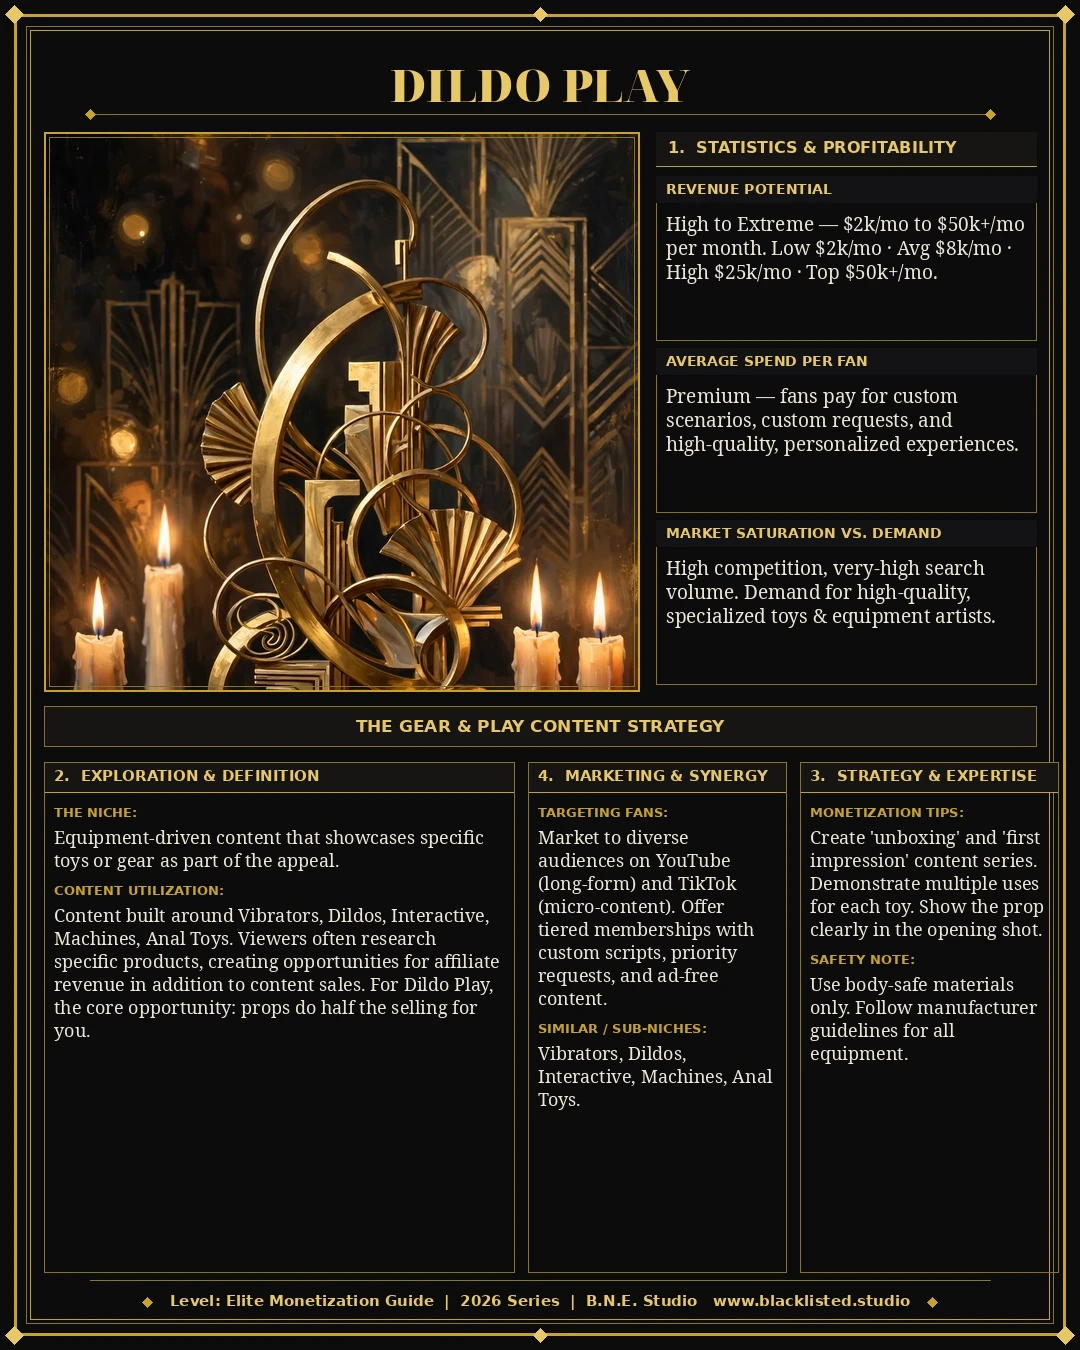 DILDO PLAY
1. STATISTICS & PROFITABILITY
REVENUE POTENTIAL
High to Extreme — $2k/mo to $50k+/mo
per month. Low $2k/mo · Avg $8k/mo ·
High $25k/mo · Top $50k+/mo.
AVERAGE SPEND PER FAN
Premium — fans pay for custom
scenarios, custom requests, and
high-quality, personalized experiences.
MARKET SATURATION VS. DEMAND
High competition, very-high search
volume. Demand for high-quality,
specialized toys & equipment artists.
THE GEAR & PLAY CONTENT STRATEGY
2. EXPLORATION & DEFINITION
THE NICHE:
Equipment-driven content that showcases specific
toys or gear as part of the appeal.
CONTENT UTILIZATION:
Content built around Vibrators, Dildos, Interactive,
Machines, Anal Toys. Viewers often research
specific products, creating opportunities for affiliate
revenue in addition to content sales. For Dildo Play,
the core opportunity: props do half the selling for
you.
4. MARKETING & SYNERGY
TARGETING FANS:
Market to diverse
audiences on YouTube
(long-form) and TikTok
(micro-content). Offer
tiered memberships with
custom scripts, priority
requests, and ad-free
content.
SIMILAR / SUB-NICHES:
Vibrators, Dildos,
Interactive, Machines, Anal
Toys.
3. STRATEGY & EXPERTISE
MONETIZATION TIPS:
Create 'unboxing' and 'first
impression' content series.
Demonstrate multiple uses
for each toy. Show the prop
clearly in the opening shot.
SAFETY NOTE:
Use body-safe materials
only. Follow manufacturer
guidelines for all
equipment.
Level: Elite Monetization Guide | 2026 Series | B.N.E. Studio www.blacklisted.studio